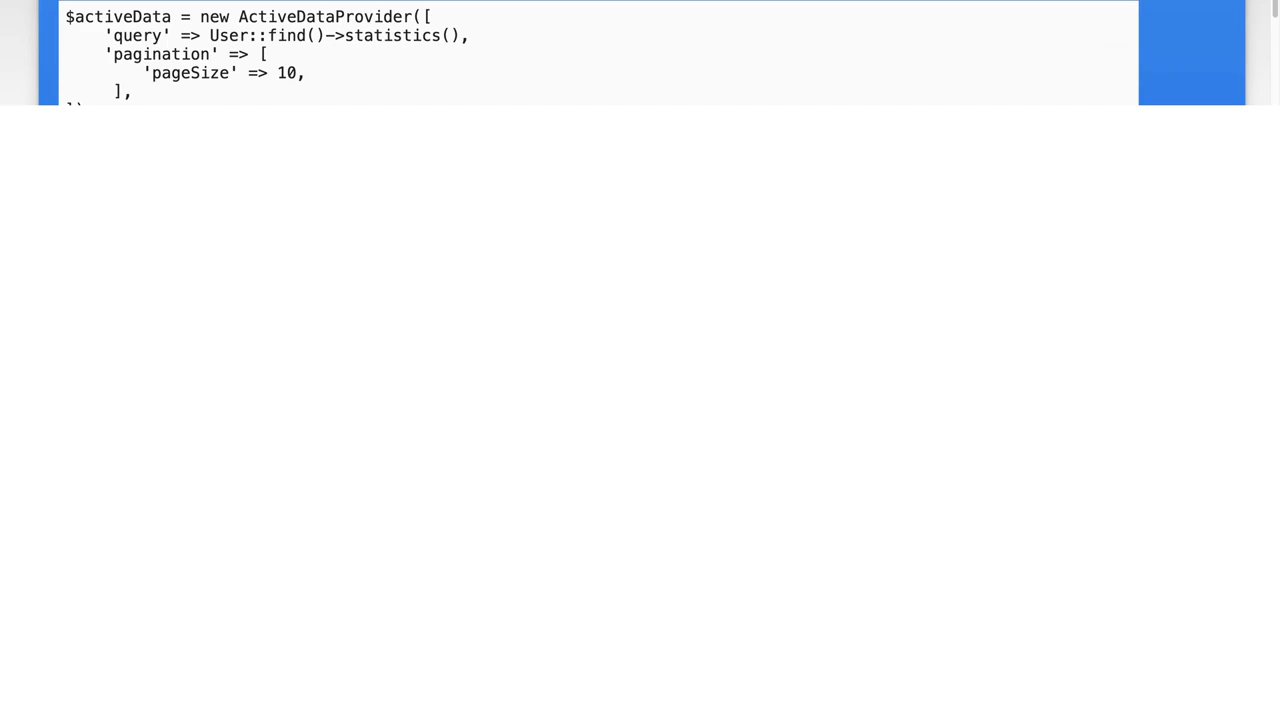 $activeData = new ActiveDataProvider([
    'query' => User::find()->statistics(),
    'pagination' => [
        'pageSize' => 10,
     ],